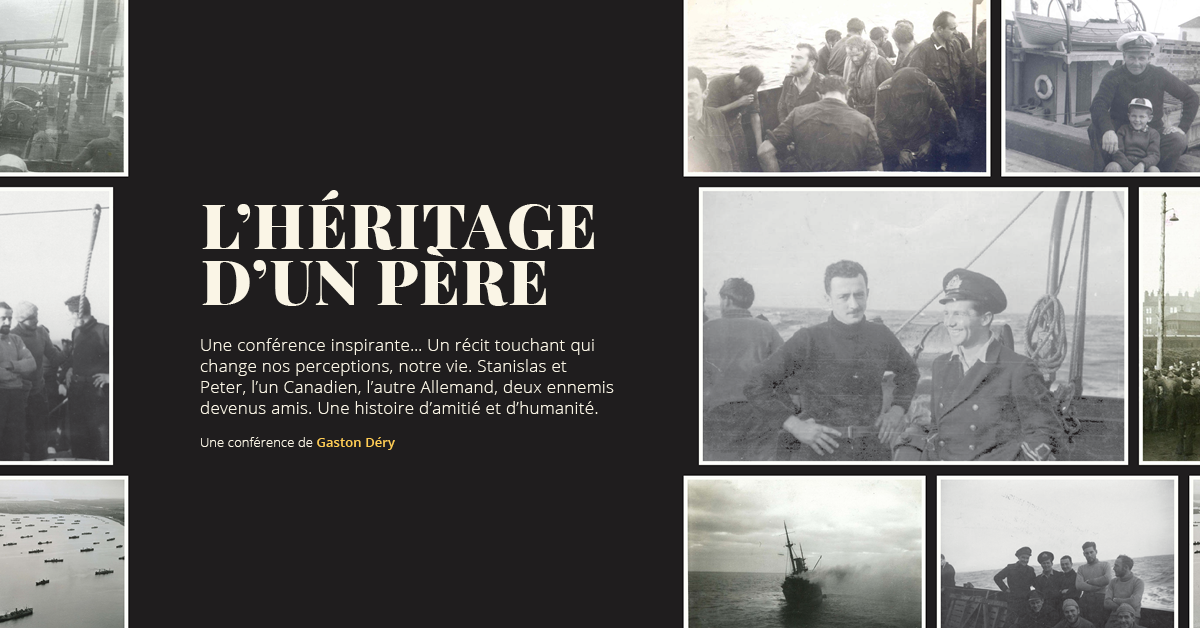 L’HÉRITAGE
D’UN PÈRE
Une conférence inspirante... Un récit touchant qui
change nos perceptions, notre vie. Stanislas et
Peter, l’un Canadien, l’autre Allemand, deux ennemis
devenus amis. Une histoire d’amitié et d’humanité.
Une conférence de Gaston Déry